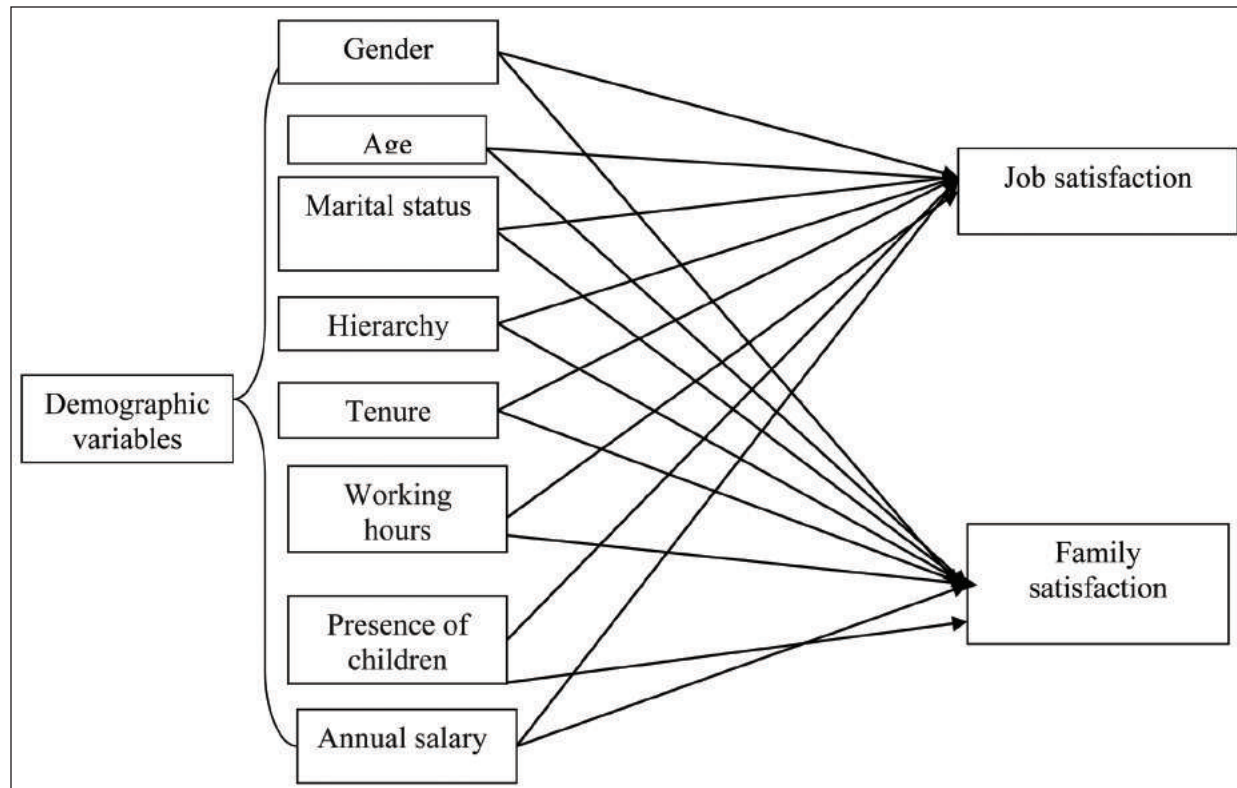 Gender
Age
Marital status
Hierarchy
Tenure
Working
hours
Presence of
children
Annual salary
Demographic
variables
Job satisfaction
Family
satisfaction